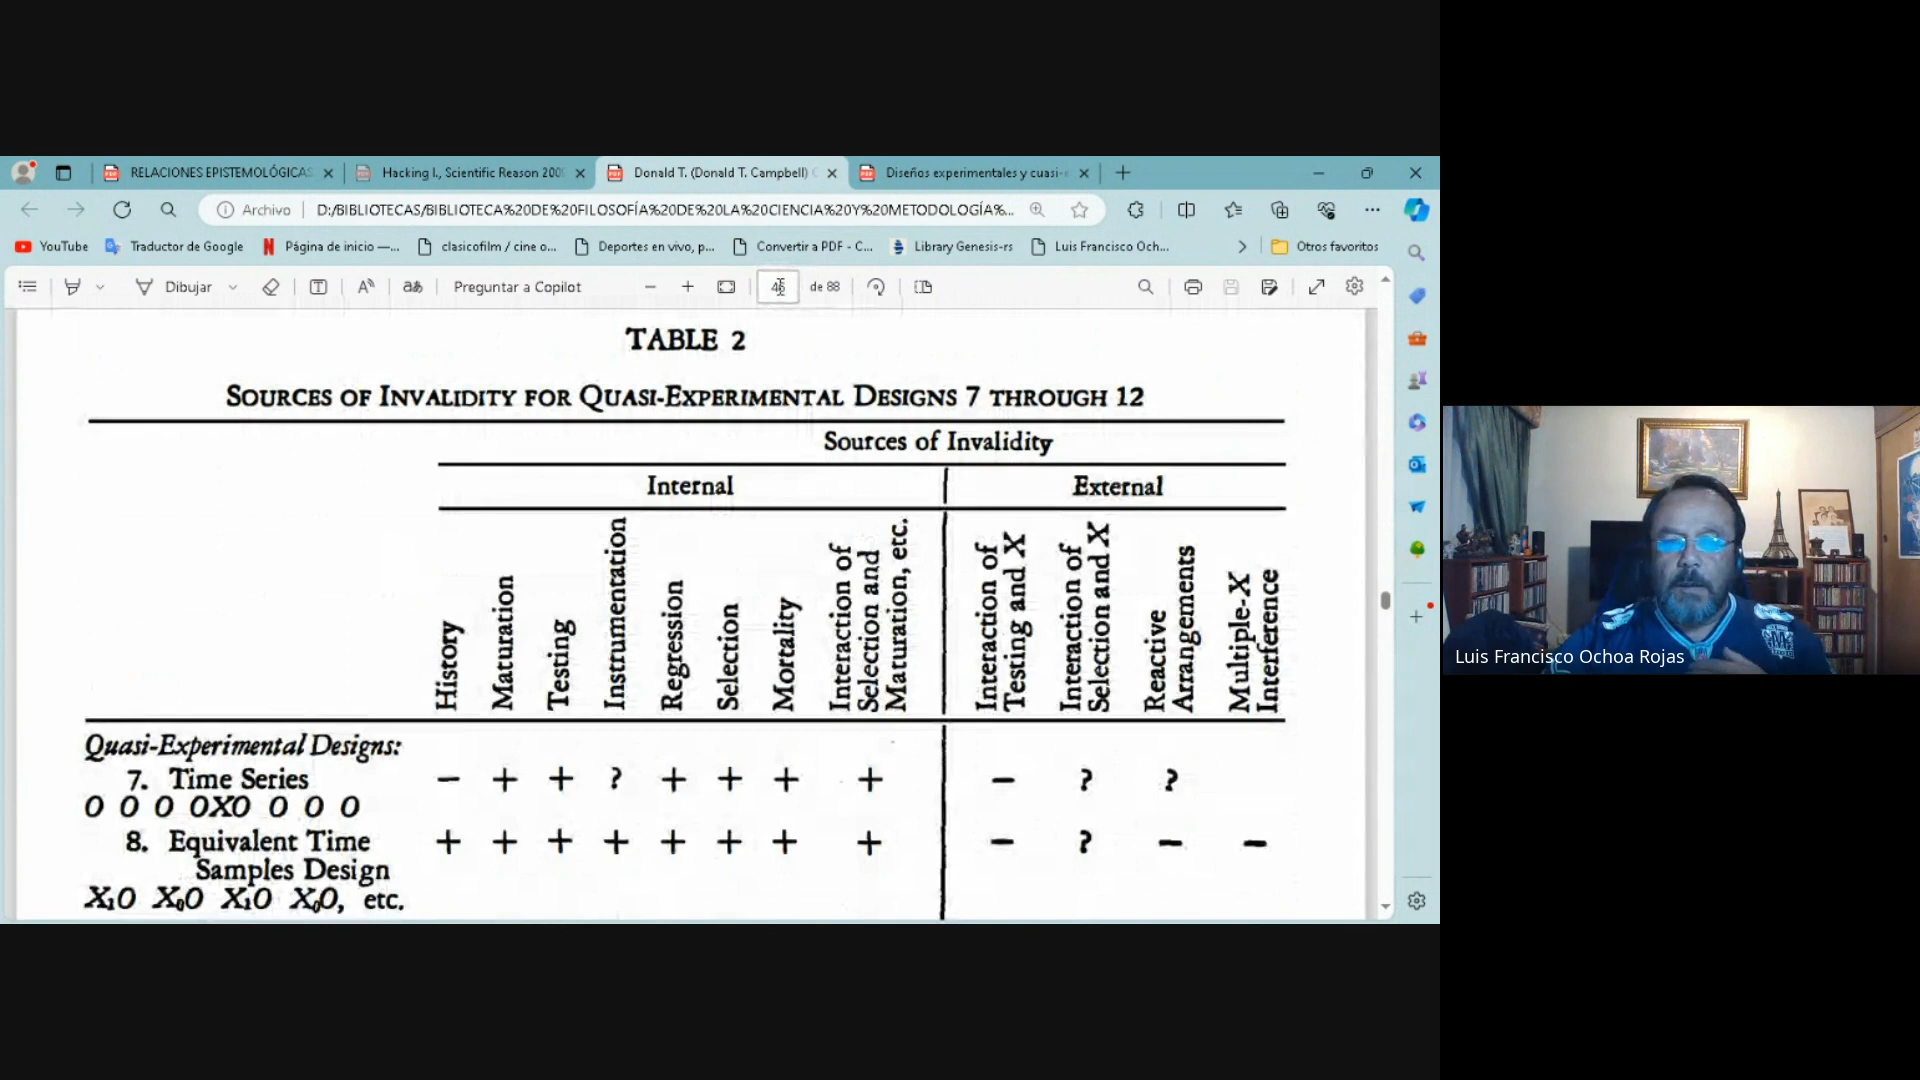 RELACIONES EPISTEMOLÓGICAS
Hacking I., Scientific Reason 2009
Donald T. (Donald T. Campbell)
Diseños experimentales y cuasi-
Archivo
D:/BIBLIOTECAS/BIBLIOTECA%20DE%20FILOSOFÍA%20DE%20LA%20CIENCIA%20Y%20METODOLOGÍA%...
YouTube
Traductor de Google
Página de inicio —...
clasicofilm / cine o...
Deportes en vivo, p...
Convertir a PDF - C...
Library Genesis-rs
Luis Francisco Och...
Otros favoritos
Dibujar
Preguntar a Copilot
de 88
TABLE 2
SOURCES OF INVALIDITY FOR QUASI-EXPERIMENTAL DESIGNS 7 THROUGH 12
Sources of Invalidity
Internal
External
History
Maturation
Testing
Instrumentation
Regression
Selection
Mortality
Interaction of
Selection and
Maturation, etc.
Interaction of
Testing and X
Interaction of
Selection and X
Reactive
Arrangements
Multiple-X
Interference
Quasi-Experimental Designs:
7. Time Series − + + ? + + + + − ? ?
O O O OXO O O O
8. Equivalent Time + + + + + + + + − ? − −
Samples Design
X₁O X₀O X₁O X₀O, etc.
Luis Francisco Ochoa Rojas